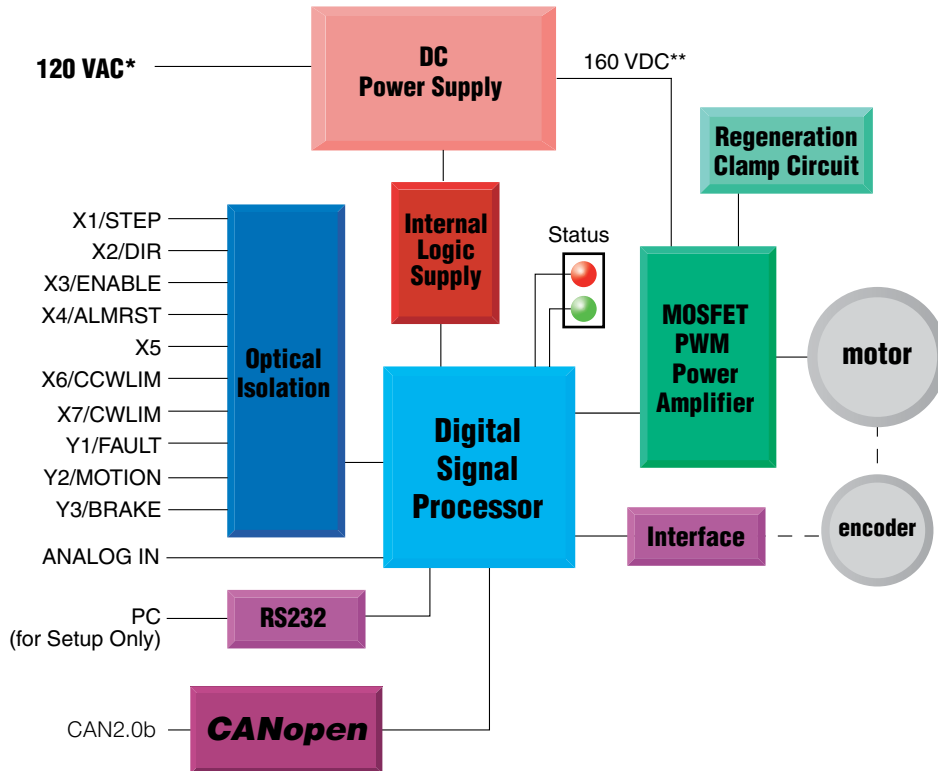 120 VAC*
DC
Power Supply
160 VDC**
Regeneration
Clamp Circuit
Internal
Logic
Supply
Status
X1/STEP
X2/DIR
X3/ENABLE
X4/ALMRST
X5
X6/CCWLIM
X7/CWLIM
Y1/FAULT
Y2/MOTION
Y3/BRAKE
Optical
Isolation
MOSFET
PWM
Power
Amplifier
motor
Digital
Signal
Processor
Interface
encoder
ANALOG IN
PC
(for Setup Only)
RS232
CAN2.0b
CANopen